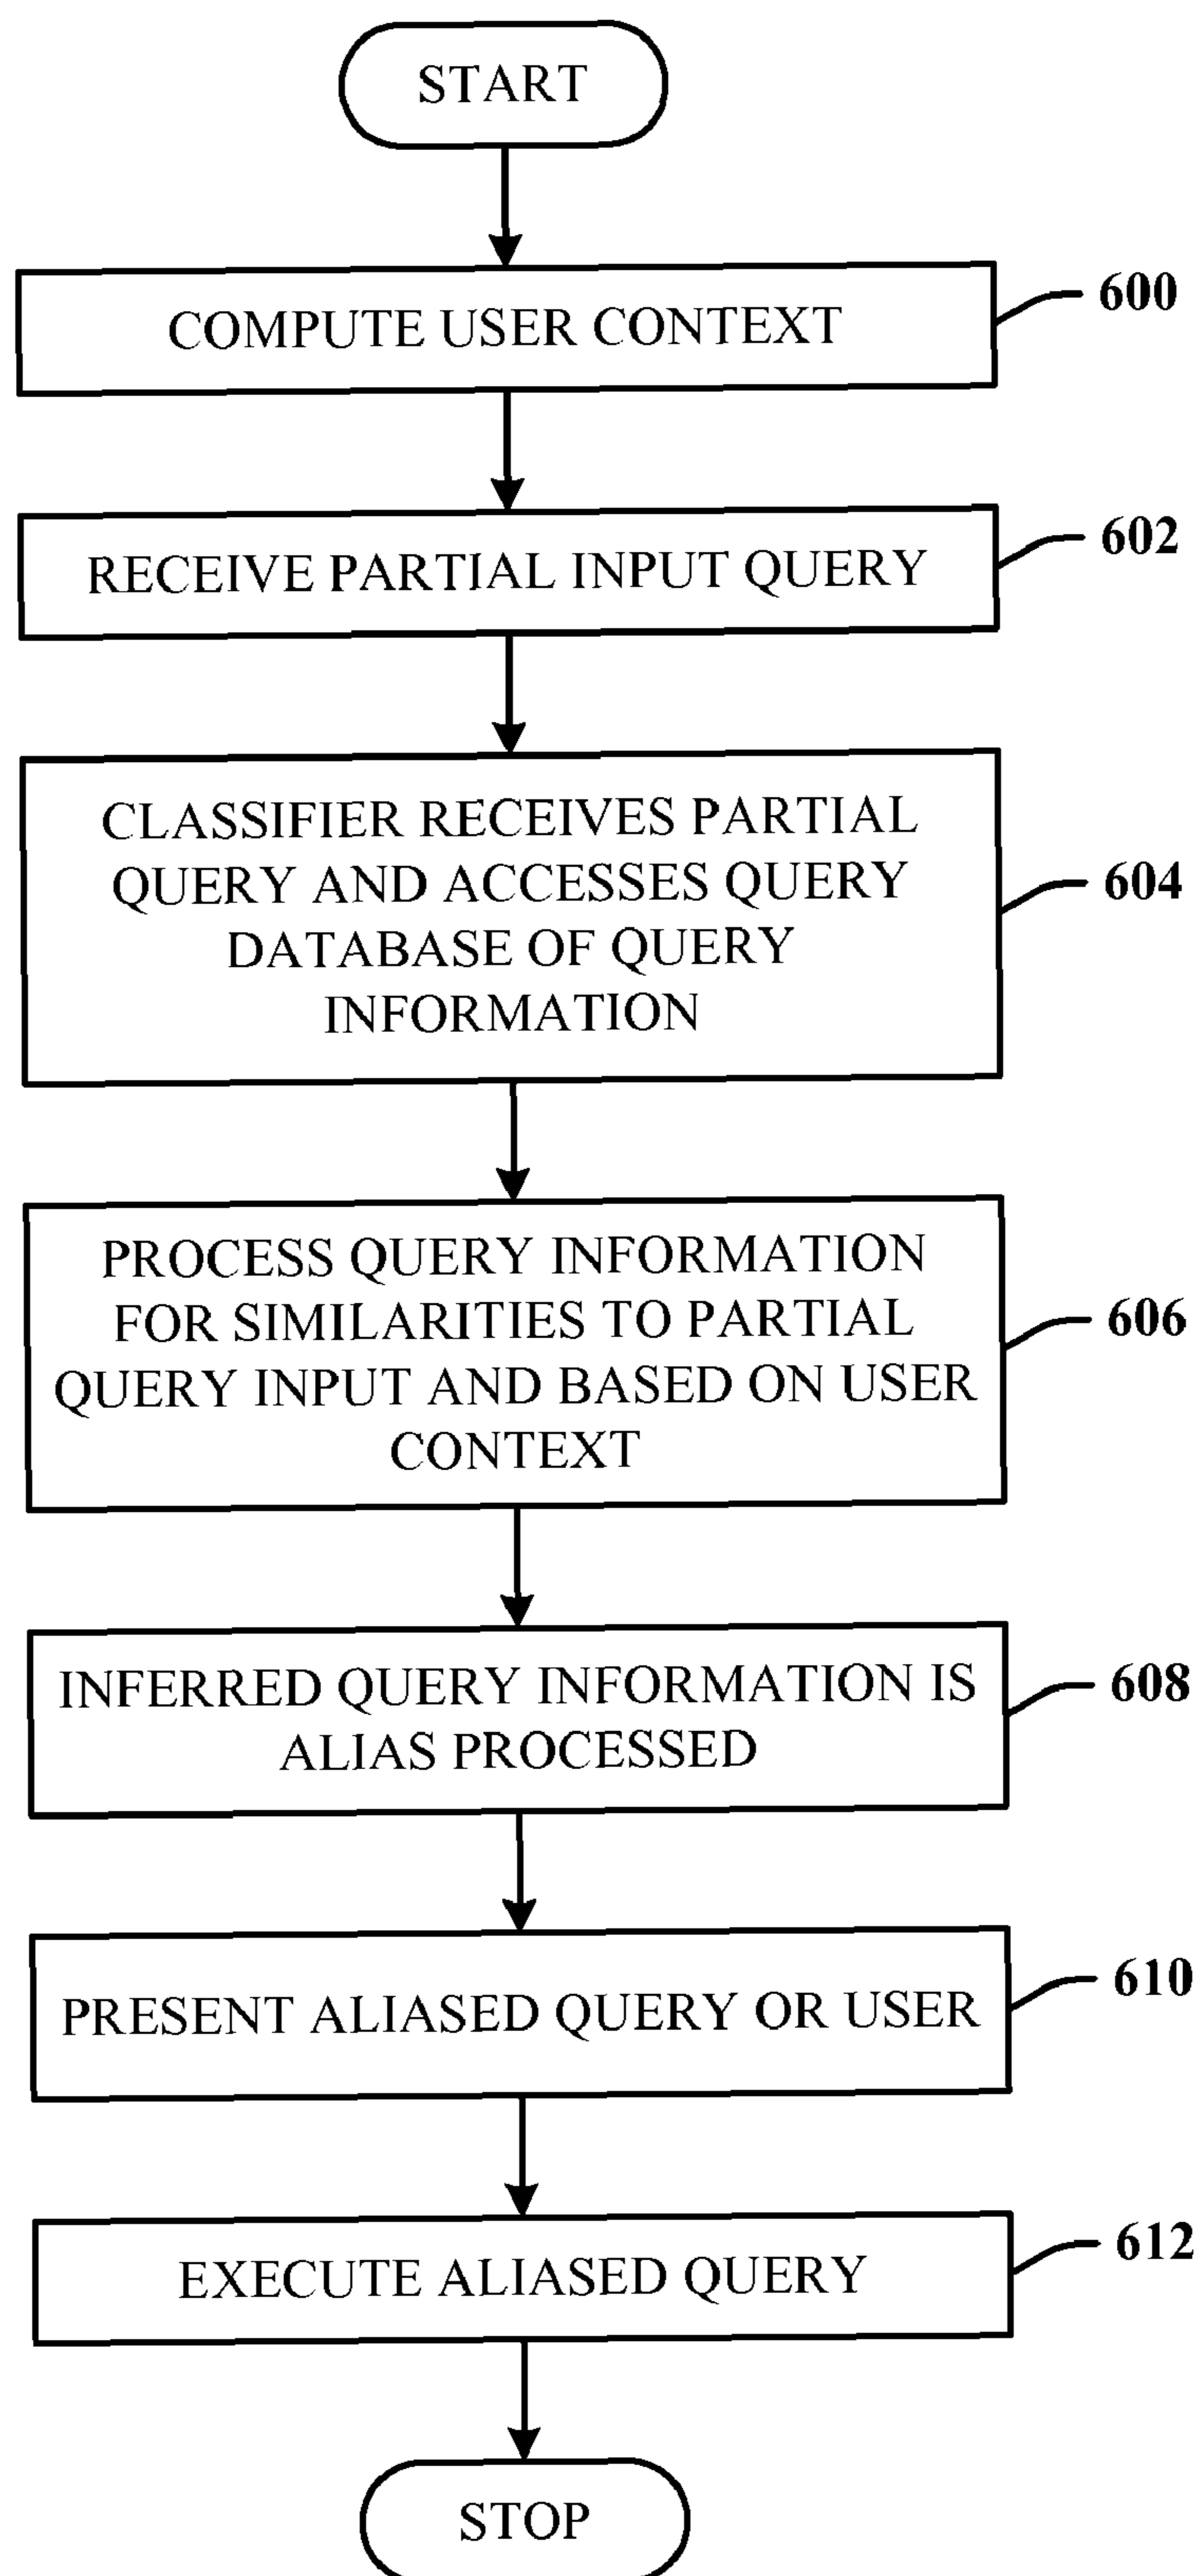 START
COMPUTE USER CONTEXT
600
RECEIVE PARTIAL INPUT QUERY
602
CLASSIFIER RECEIVES PARTIAL
QUERY AND ACCESSES QUERY
DATABASE OF QUERY
INFORMATION
604
PROCESS QUERY INFORMATION
FOR SIMILARITIES TO PARTIAL
QUERY INPUT AND BASED ON USER
CONTEXT
606
INFERRED QUERY INFORMATION IS
ALIAS PROCESSED
608
PRESENT ALIASED QUERY OR USER
610
EXECUTE ALIASED QUERY
612
STOP